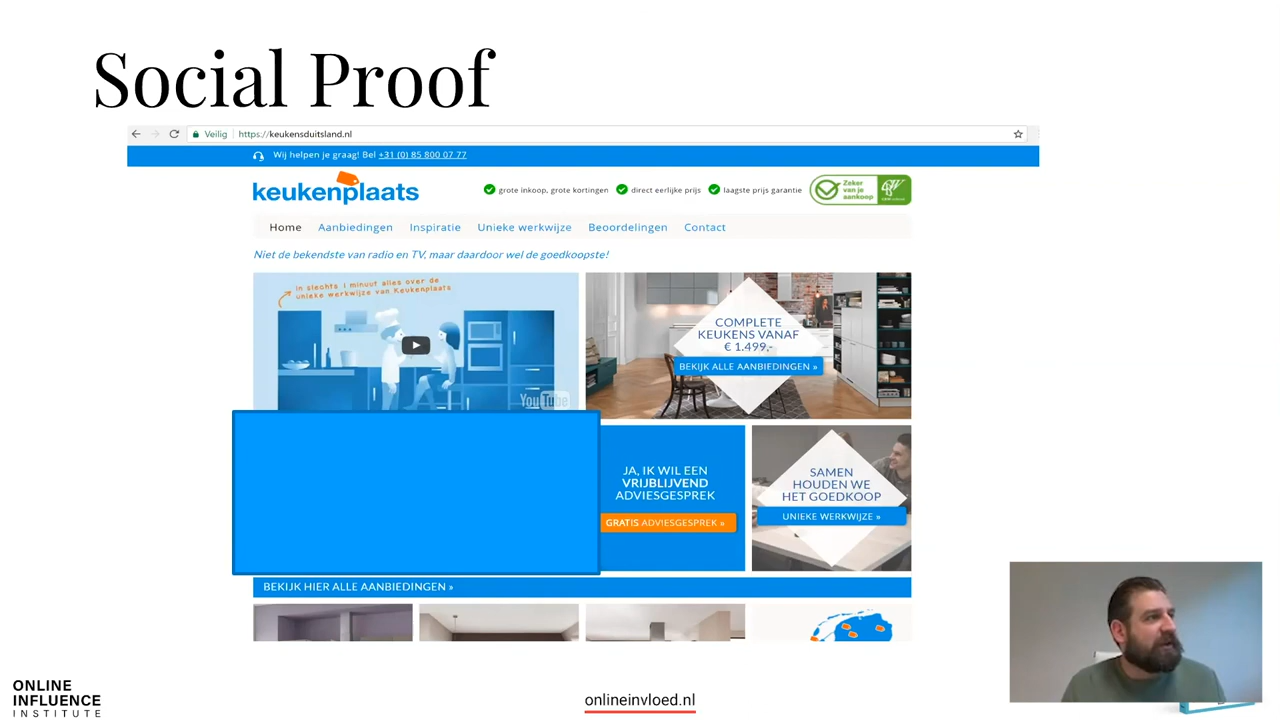 Social Proof
Veilig https://keukensduitsland.nl
Wij helpen je graag! Bel +31 (0) 85 800 07 77
keukenplaats
grote inkoop, grote kortingen direct eerlijke prijs laagste prijs garantie
Zeker
van je
aankoop
Home Aanbiedingen Inspiratie Unieke werkwijze Beoordelingen Contact
Niet de bekendste van radio en TV, maar daardoor wel de goedkoopste!
in slechts 1 minuut alles over de
unieke werkwijze van Keukenplaats
YouTube
COMPLETE
KEUKENS VANAF
€ 1.499,-
BEKIJK ALLE AANBIEDINGEN »
JA, IK WIL EEN
VRIJBLIJVEND
ADVIESGESPREK
GRATIS ADVIESGESPREK »
SAMEN
HOUDEN WE
HET GOEDKOOP
UNIEKE WERKWIJZE »
BEKIJK HIER ALLE AANBIEDINGEN »
ONLINE
INFLUENCE
INSTITUTE
onlineinvloed.nl